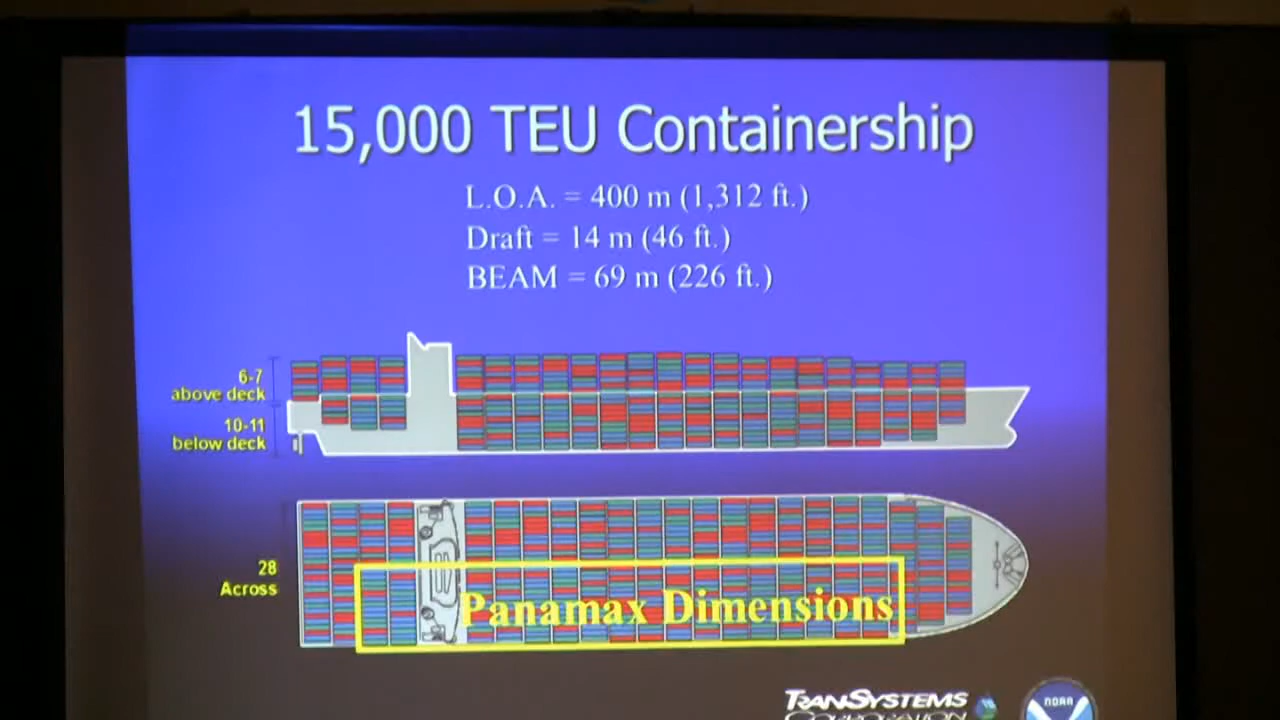 15,000 TEU Containership
L.O.A. = 400 m (1,312 ft.)
Draft = 14 m (46 ft.)
BEAM = 69 m (226 ft.)
6-7
above deck
10-11
below deck
28
Across
Panamax Dimensions
TRANSYSTEMS
CORPORATION
NOAA